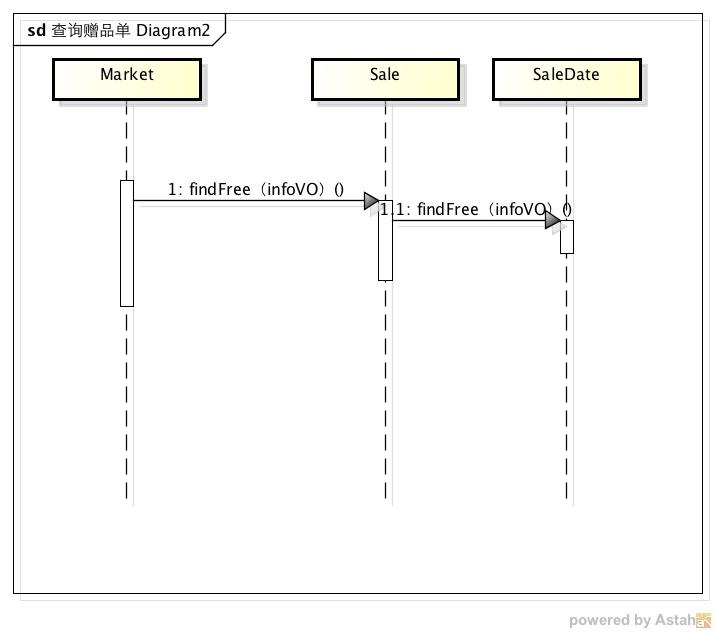 sd 查询赠品单 Diagram2
Market
Sale
SaleDate
1: findFree（infoVO）()
1.1: findFree（infoVO）()
powered by Astah